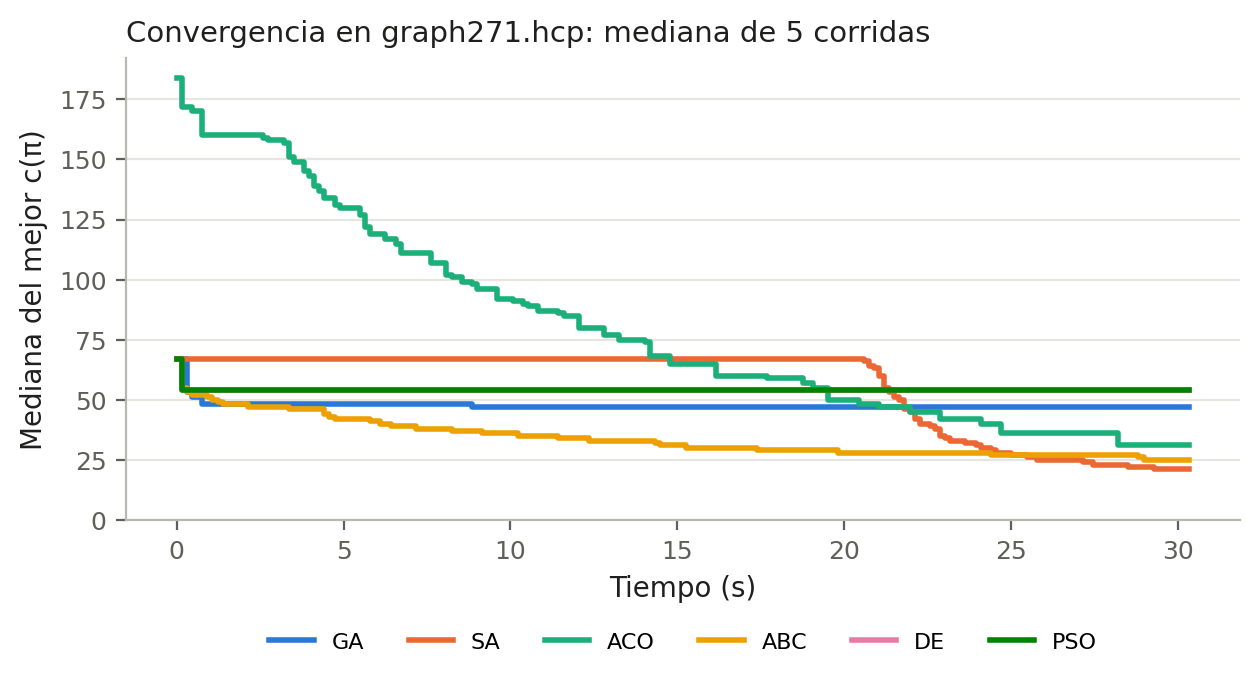 Convergencia en graph271.hcp: mediana de 5 corridas
Mediana del mejor c(π)
175
150
125
100
75
50
25
0
0 5 10 15 20 25 30
Tiempo (s)
GA SA ACO ABC DE PSO